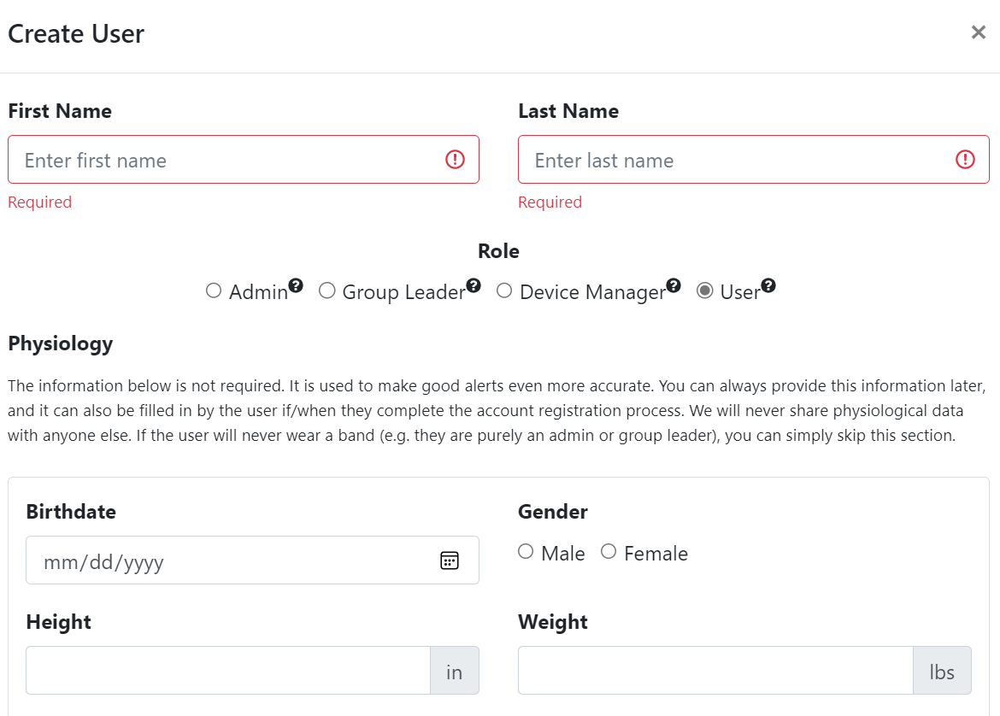 Create User
×
First Name
Last Name
Enter first name
Enter last name
Required
Required
Role
Admin? Group Leader? Device Manager? User?
Physiology
The information below is not required. It is used to make good alerts even more accurate. You can always provide this information later,
and it can also be filled in by the user if/when they complete the account registration process. We will never share physiological data
with anyone else. If the user will never wear a band (e.g. they are purely an admin or group leader), you can simply skip this section.
Birthdate
Gender
mm/dd/yyyy
Male Female
Height
Weight
in
lbs